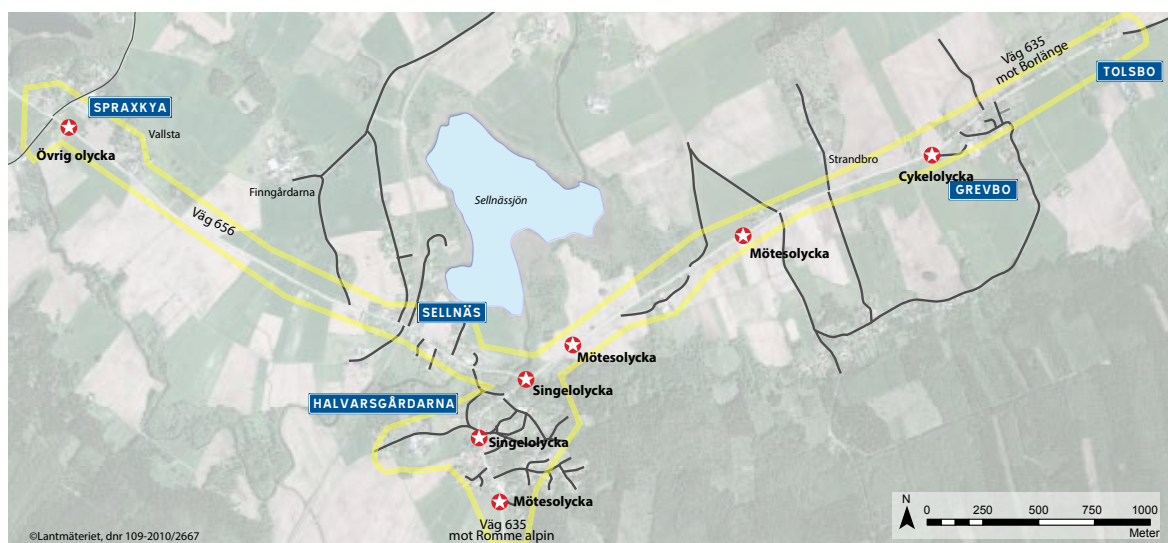 Väg 635
mot Borlänge
TOLSBO
SPRAXKYA
Vallsta
Övrig olycka
Strandbro
Cykelolycka
GREVBO
Finngårdarna
Sellnässjön
Väg 656
Mötesolycka
SELLNÄS
Mötesolycka
Singelolycka
HALVARSGÅRDARNA
Singelolycka
Mötesolycka
Väg 635
mot Romme alpin
©Lantmäteriet, dnr 109-2010/2667
N
0 250 500 750 1000
Meter